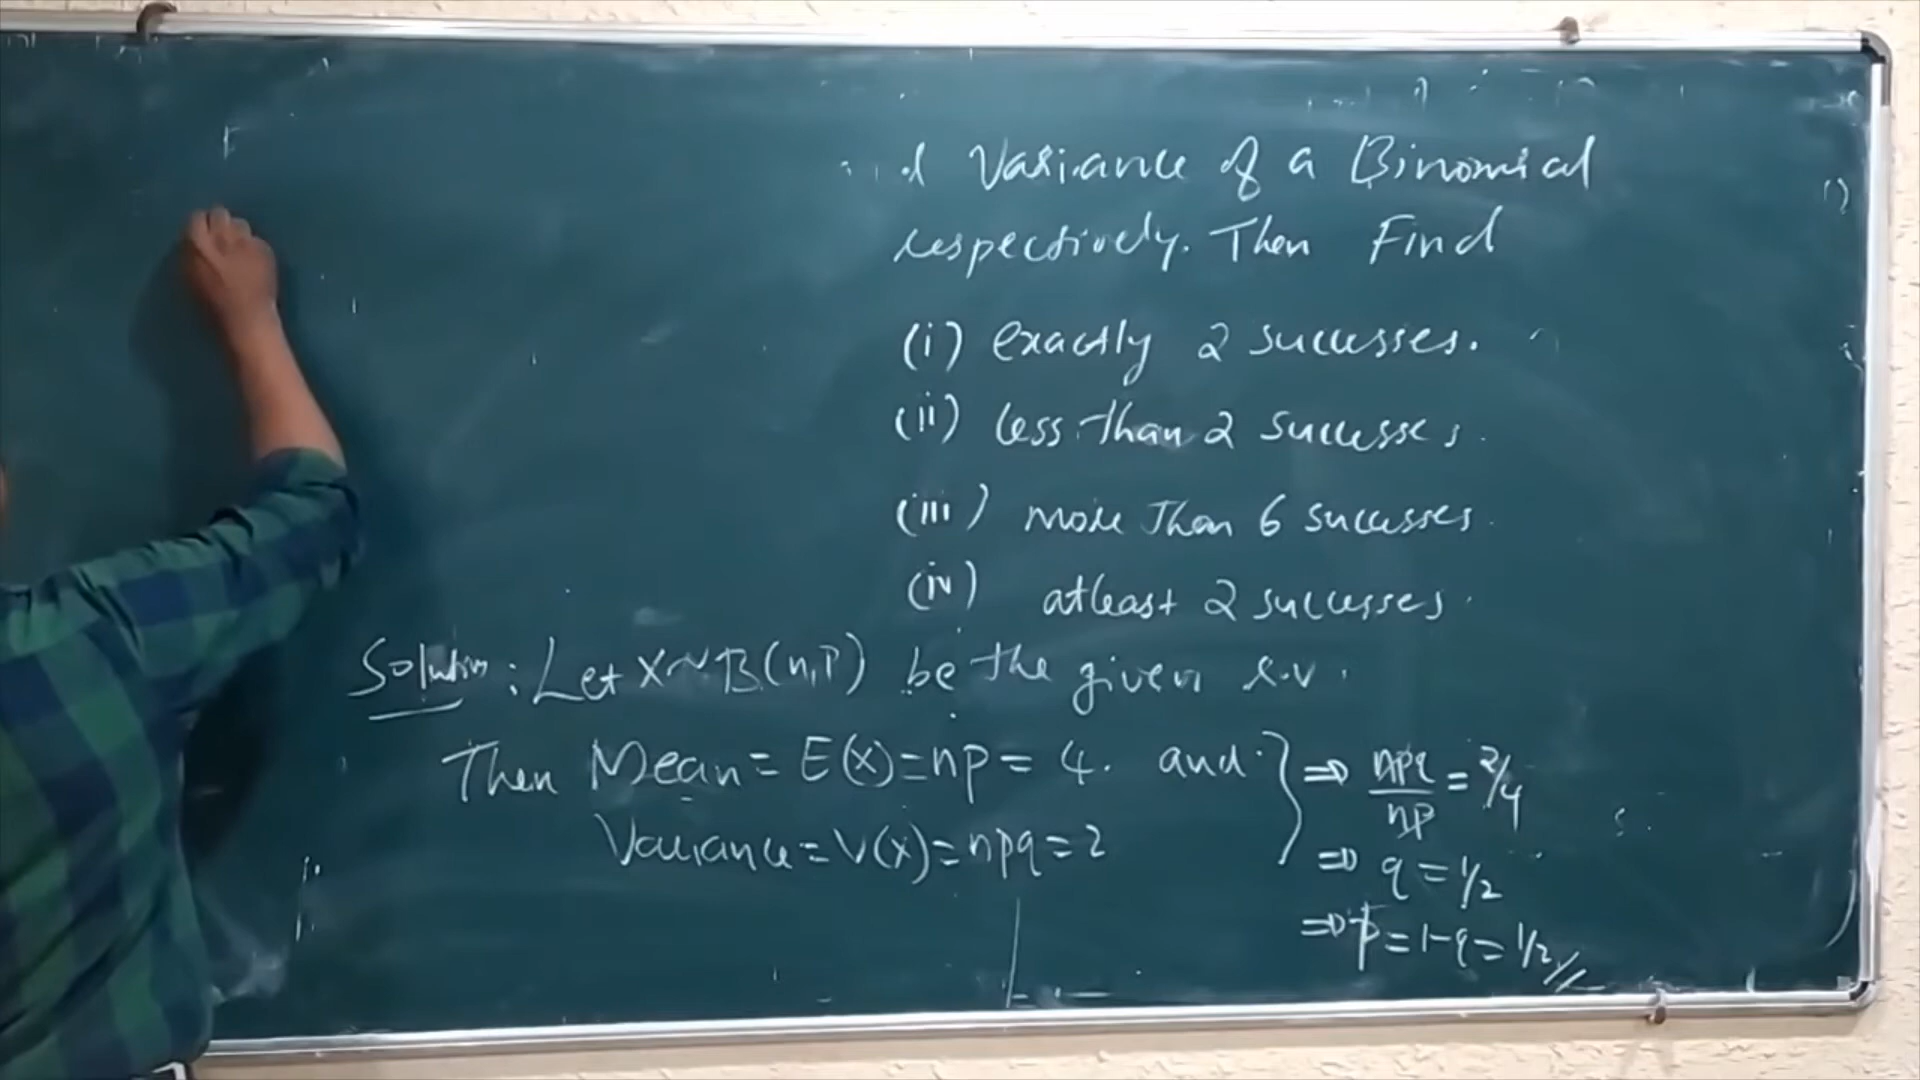 Variance of a Binomial
respectively. Then Find
(i) exactly 2 successes.
(ii) less than 2 successes.
(iii) more than 6 successes.
(iv) atleast 2 successes.
Solution: Let X~B(n,P) be the given r.v.
Then Mean = E(X) = np = 4. and } ⇒ npq/np = 2/4
Variance = V(X) = npq = 2
⇒ q = 1/2
⇒ p = 1-q = 1/2 //